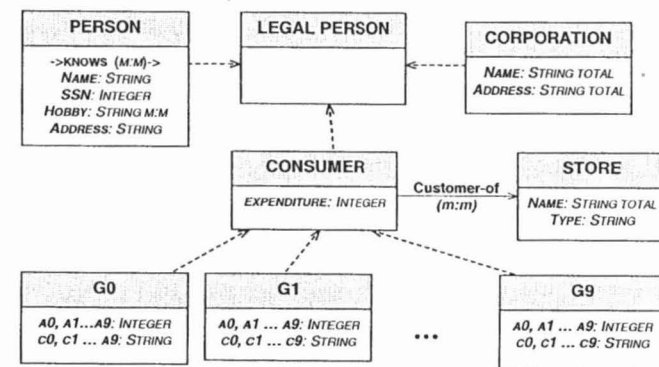 PERSON
->KNOWS (M:M)->
NAME: STRING
SSN: INTEGER
HOBBY: STRING M:M
ADDRESS: STRING
LEGAL PERSON
CORPORATION
NAME: STRING TOTAL
ADDRESS: STRING TOTAL
CONSUMER
EXPENDITURE: INTEGER
Customer-of
(m:m)
STORE
NAME: STRING TOTAL
TYPE: STRING
G0
A0, A1...A9: INTEGER
C0, C1 ... A9: STRING
G1
A0, A1 ... A9: INTEGER
C0, C1 ... C9: STRING
...
G9
A0, A1 ... A9: INTEGER
C0, C1 ... C9: STRING